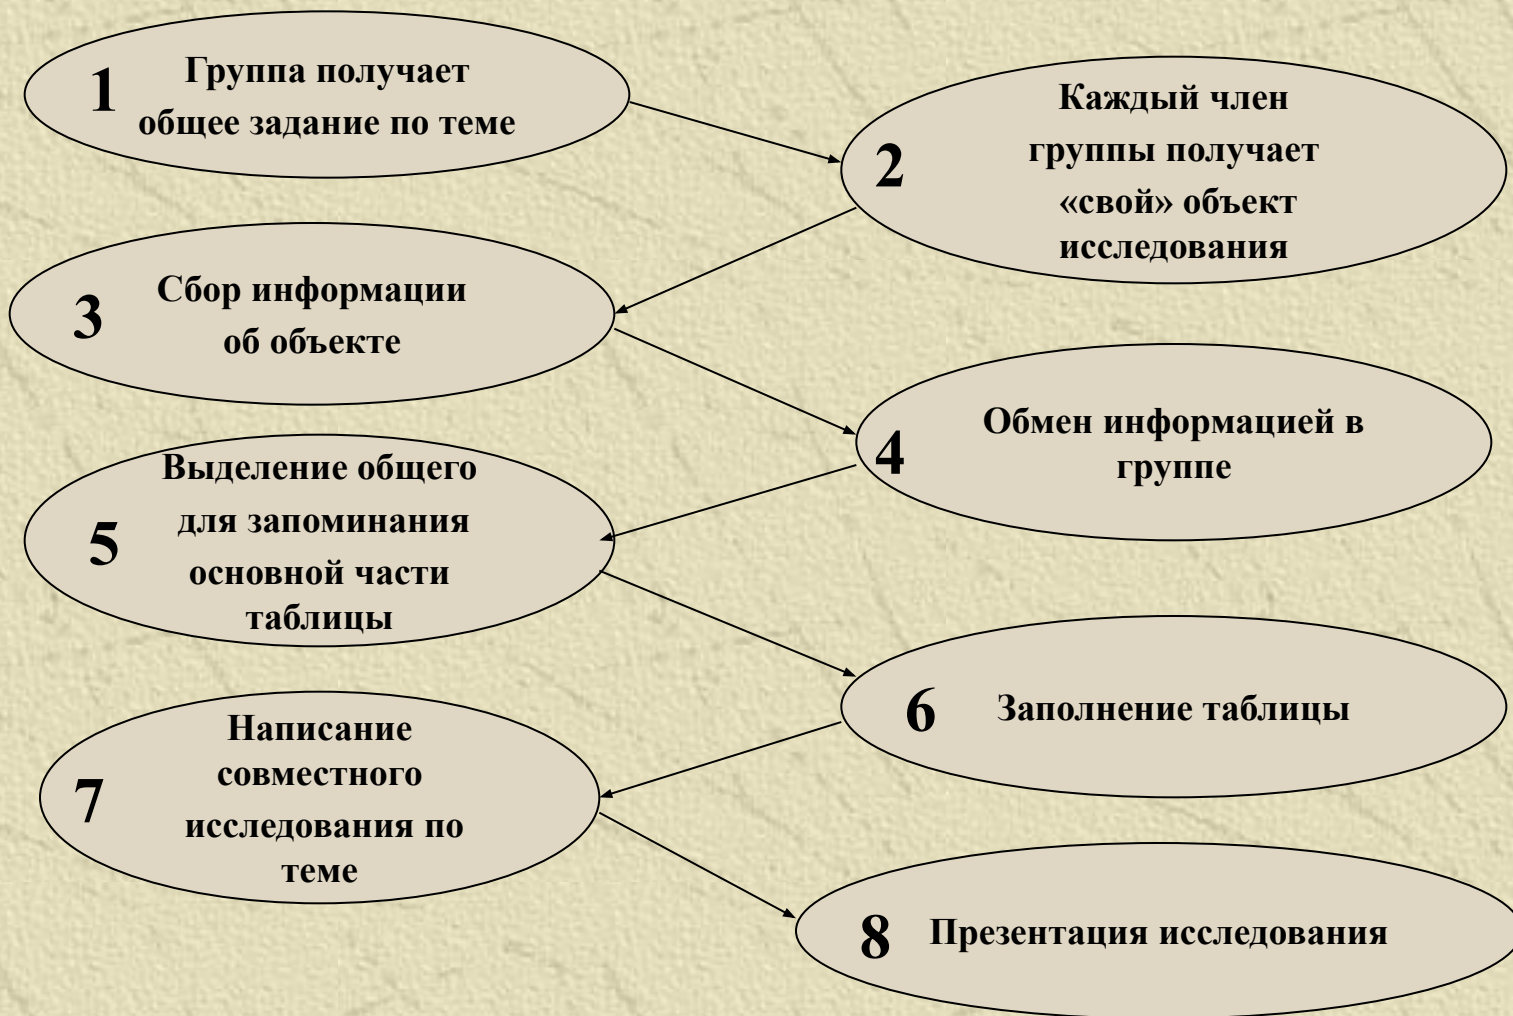 1
Группа получает
общее задание по теме
2
Каждый член
группы получает
«свой» объект
исследования
3
Сбор информации
об объекте
4
Обмен информацией в
группе
5
Выделение общего
для запоминания
основной части
таблицы
6
Заполнение таблицы
7
Написание
совместного
исследования по
теме
8
Презентация исследования